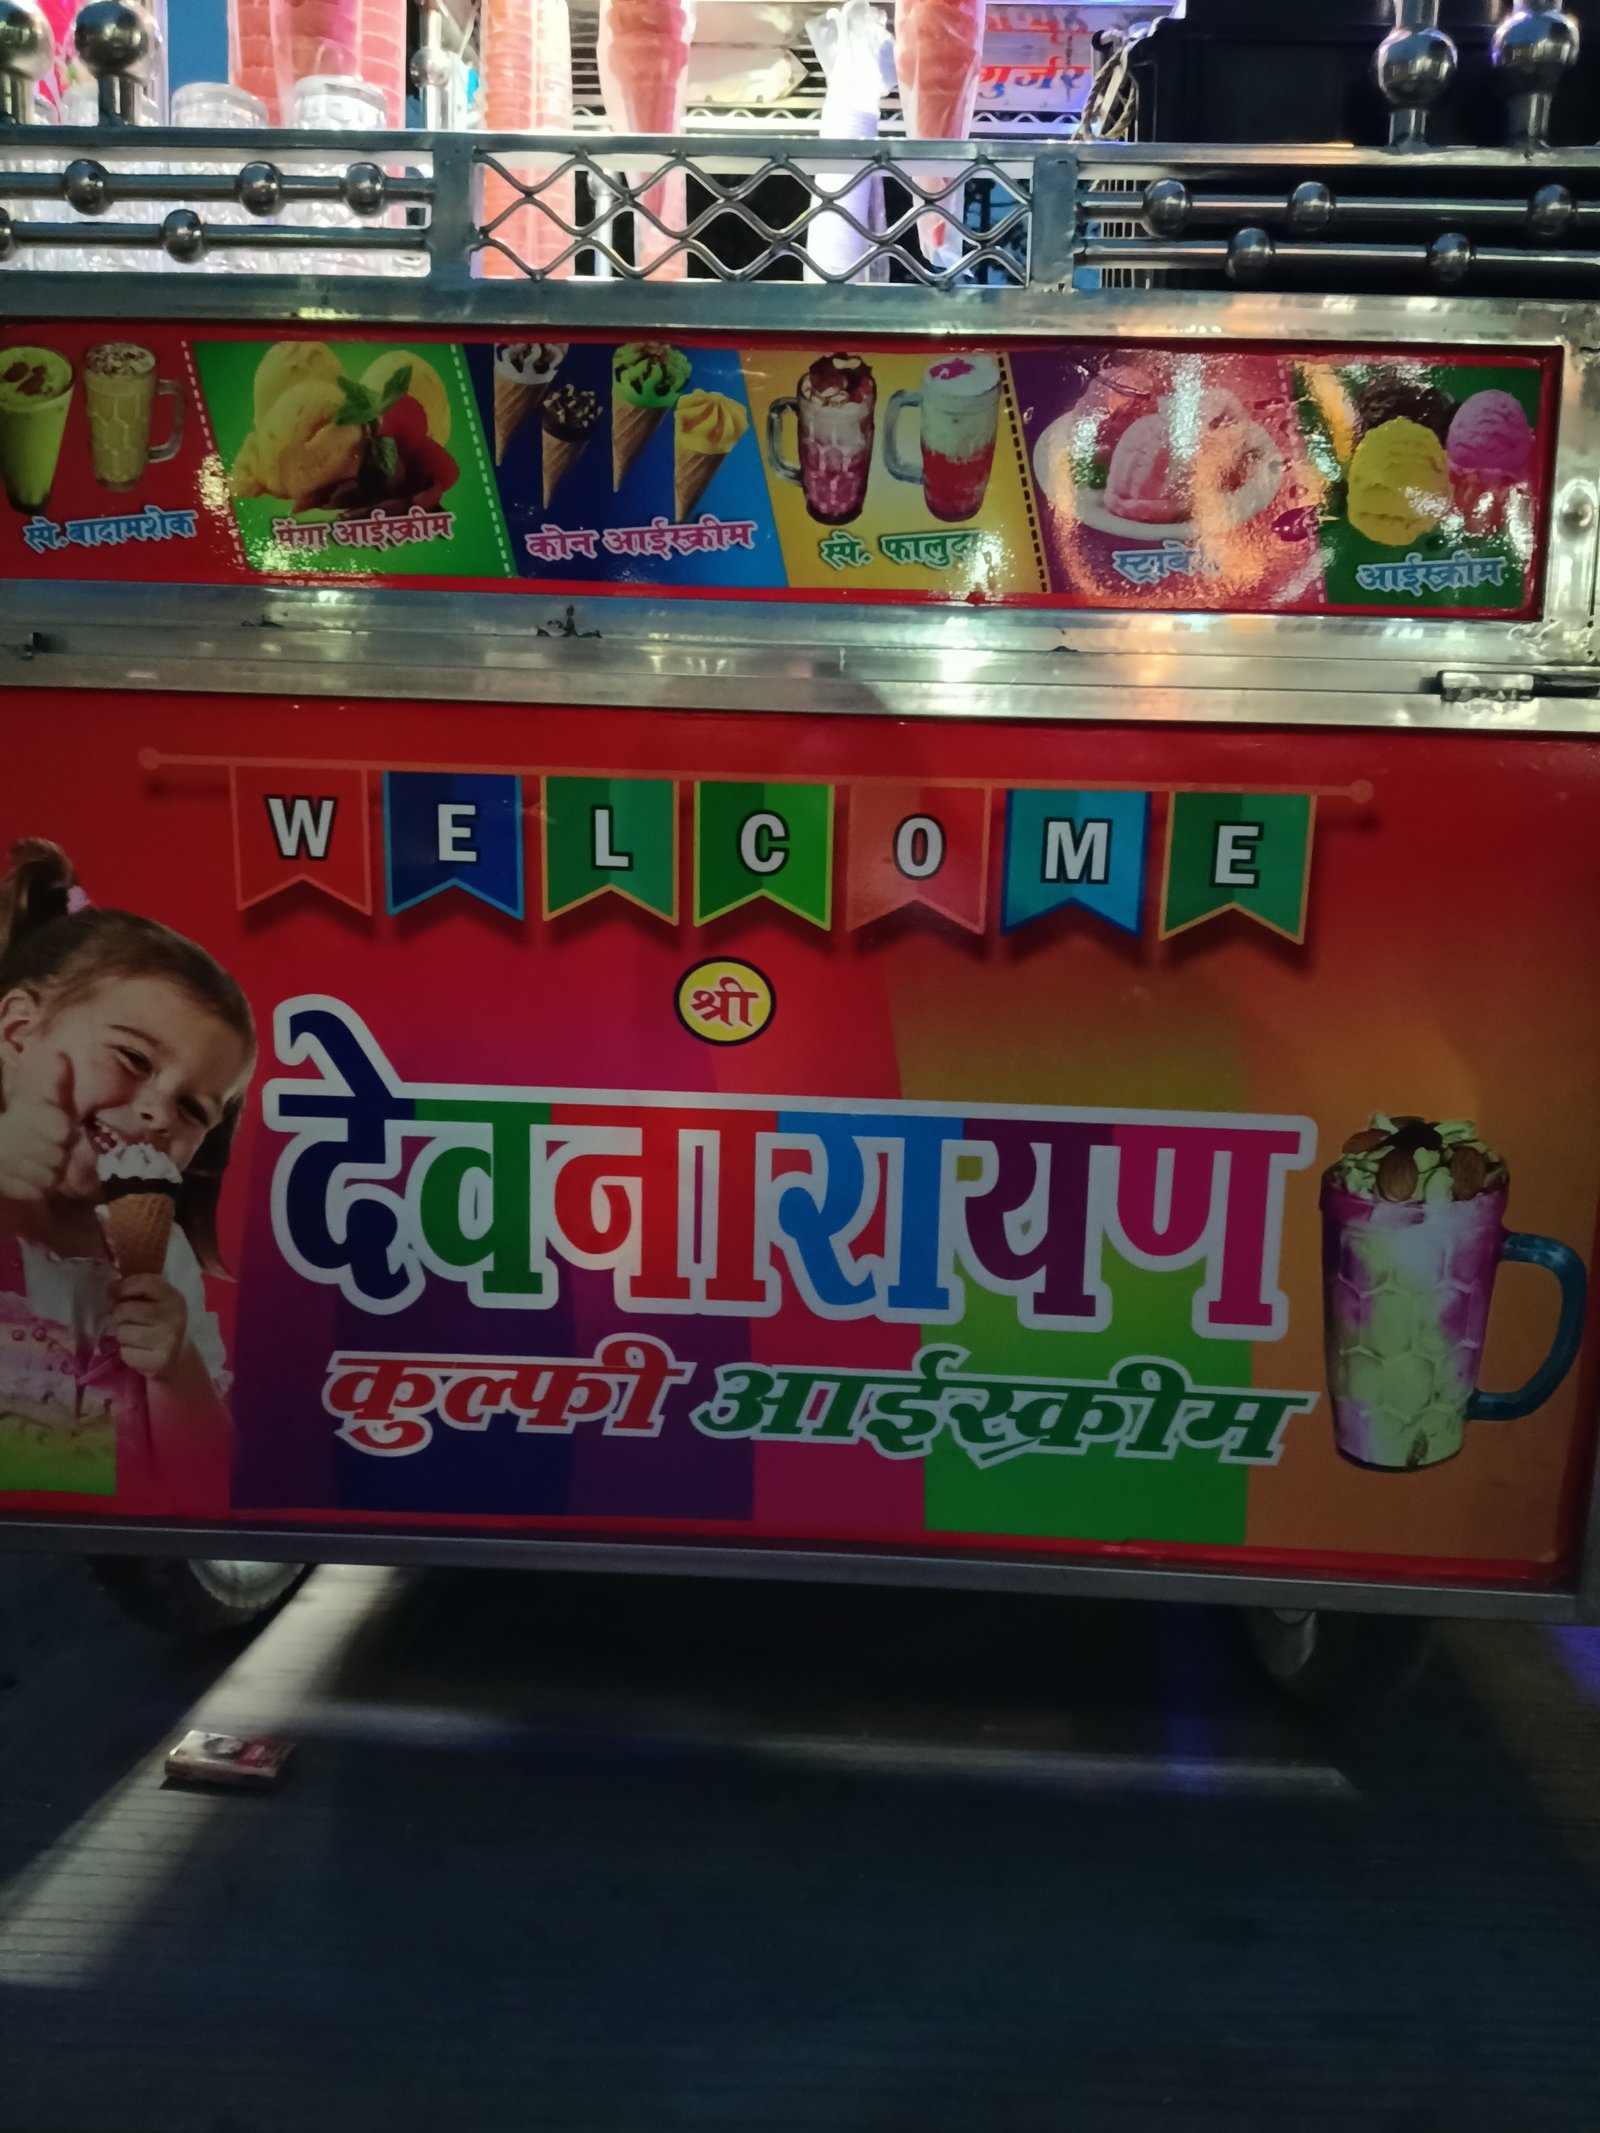 गुर्जर
स्पे. बादामशेक
मेंगा आईस्क्रीम
कोन आईस्क्रीम
स्पे.
आईस्क्रीम
WELCOME
श्री
देवनारायण
कुल्फी आईस्क्रीम